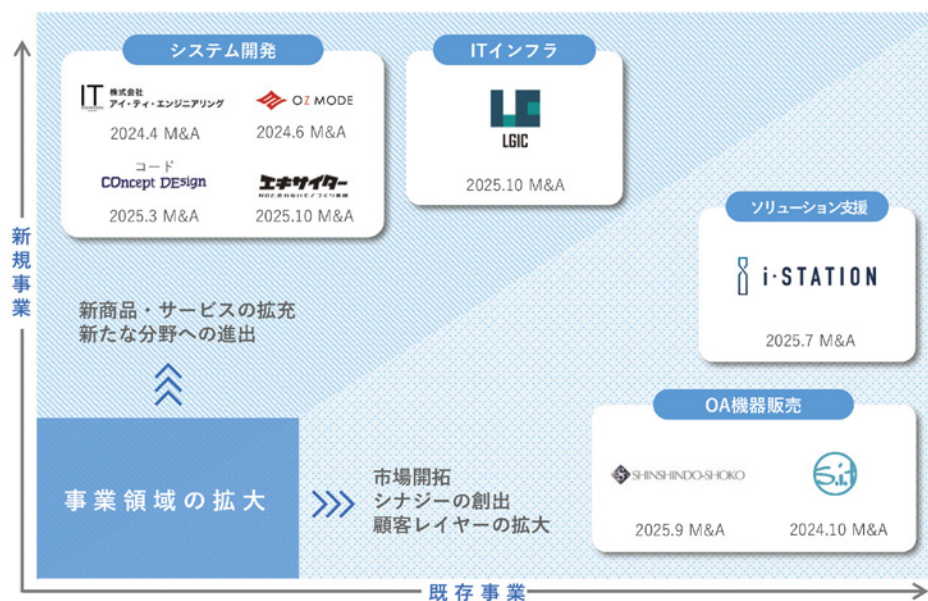 システム開発
IT 株式会社
アイ・ティ・エンジニアリング
2024.4 M&A
OZ MODE
2024.6 M&A
コード
COncept DEsign
2025.3 M&A
エキサイター
2025.10 M&A
ITインフラ
LGIC
2025.10 M&A
ソリューション支援
i-STATION
2025.7 M&A
新規事業
新商品・サービスの拡充
新たな分野への進出
OA機器販売
SHINSHINDO-SHOKO
2025.9 M&A
S.i.t
2024.10 M&A
事業領域の拡大
市場開拓
シナジーの創出
顧客レイヤーの拡大
既存事業